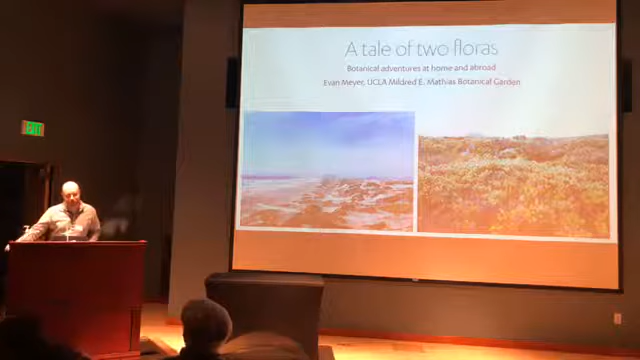 A tale of two floras
Botanical adventures at home and abroad
Evan Meyer, UCLA Mildred E. Mathias Botanical Garden
EXIT